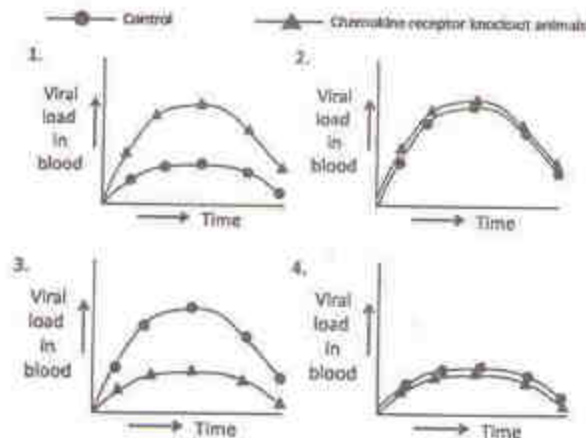 Control
Chemokine receptor knockout animals
1.
Viral
load
in
blood
Time
2.
Viral
load
in
blood
Time
3.
Viral
load
in
blood
Time
4.
Viral
load
in
blood
Time